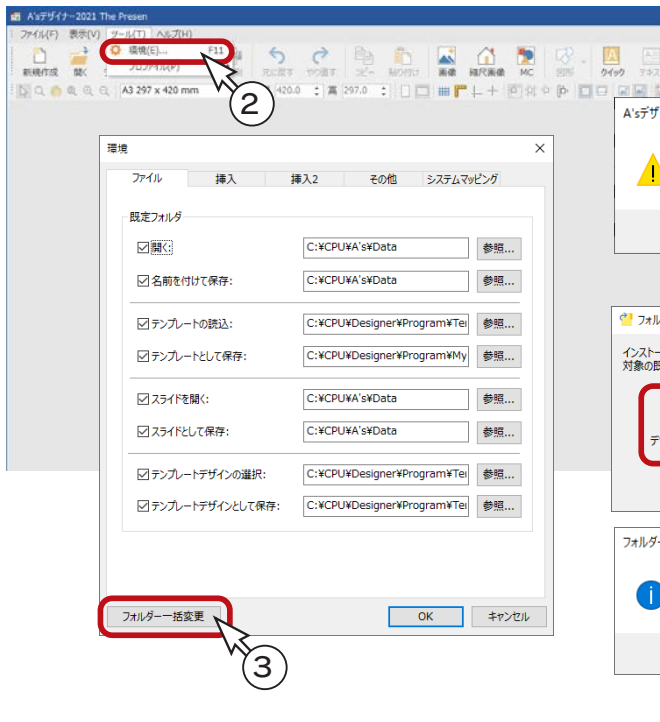 A'sデザイナー2021 The Presen
ファイル(F) 表示(V) ツール(T) ヘルプ(H)
環境(E)... F11
プロファイル(P)
新規作成 開く 元に戻す やり直す コピー 貼り付け 画像 縮尺画像 MC 図形 クイック テキス
A3 297 x 420 mm 420.0 高 297.0
②
A'sデザ
環境
ファイル 挿入 挿入2 その他 システムマッピング
既定フォルダ
開く: C:¥CPU¥A's¥Data 参照...
名前を付けて保存: C:¥CPU¥A's¥Data 参照...
テンプレートの読込: C:¥CPU¥Designer¥Program¥Tei 参照...
テンプレートとして保存: C:¥CPU¥Designer¥Program¥My 参照...
スライドを開く: C:¥CPU¥A's¥Data 参照...
スライドとして保存: C:¥CPU¥A's¥Data 参照...
テンプレートデザインの選択: C:¥CPU¥Designer¥Program¥Tei 参照...
テンプレートデザインとして保存: C:¥CPU¥Designer¥Program¥Tei 参照...
フォルダー一括変更 OK キャンセル
③
フォル
インストー
対象の既
デ
フォルダー